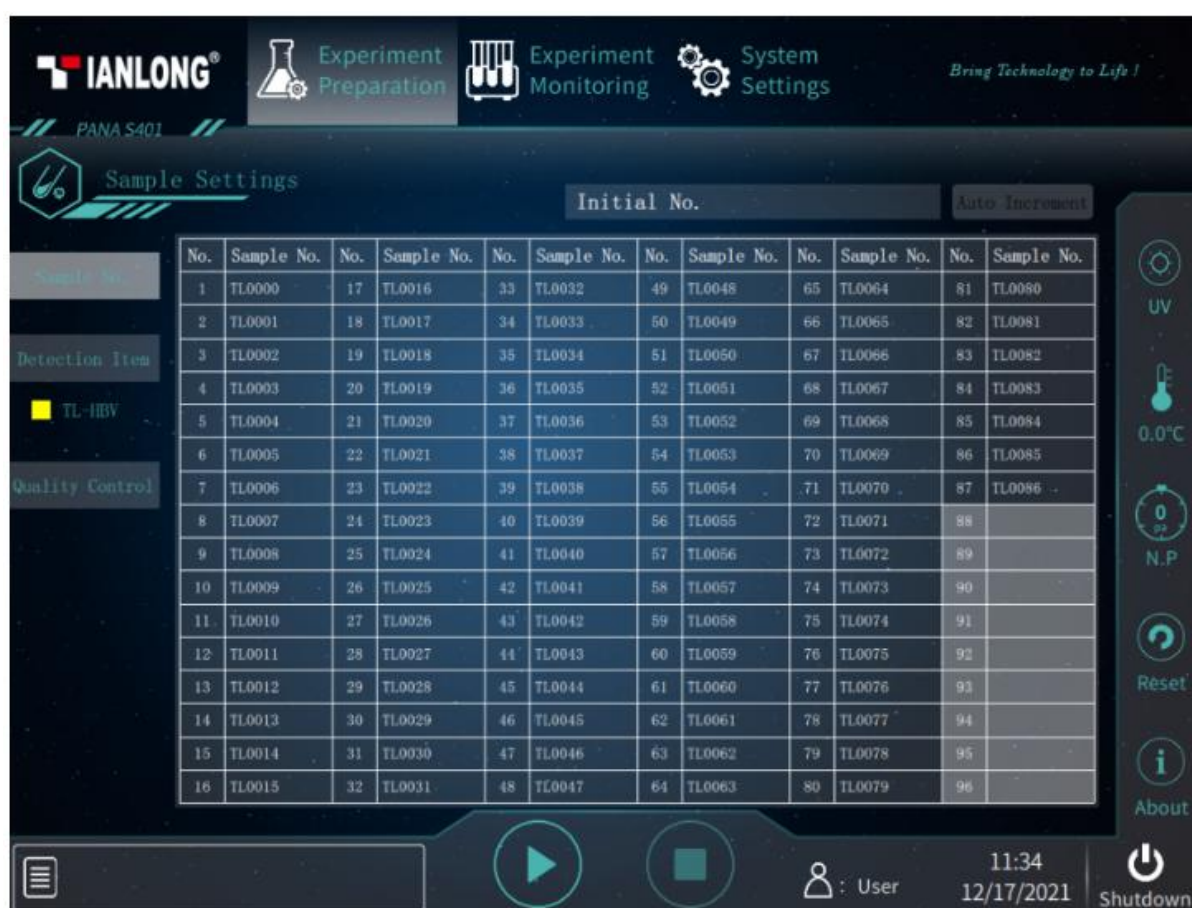 TIANLONG®
Experiment Preparation
Experiment Monitoring
System Settings
Bring Technology to Life !
PANA S401
Sample Settings
Initial No. Auto Increment
Sample No.
Detection Item
TL-HBV
Quality Control
No. Sample No. No. Sample No. No. Sample No. No. Sample No. No. Sample No. No. Sample No.
1 TL0000 17 TL0016 33 TL0032 49 TL0048 65 TL0064 81 TL0080
2 TL0001 18 TL0017 34 TL0033 50 TL0049 66 TL0065 82 TL0081
3 TL0002 19 TL0018 35 TL0034 51 TL0050 67 TL0066 83 TL0082
4 TL0003 20 TL0019 36 TL0035 52 TL0051 68 TL0067 84 TL0083
5 TL0004 21 TL0020 37 TL0036 53 TL0052 69 TL0068 85 TL0084
6 TL0005 22 TL0021 38 TL0037 54 TL0053 70 TL0069 86 TL0085
7 TL0006 23 TL0022 39 TL0038 55 TL0054 71 TL0070 87 TL0086
8 TL0007 24 TL0023 40 TL0039 56 TL0055 72 TL0071 88
9 TL0008 25 TL0024 41 TL0040 57 TL0056 73 TL0072 89
10 TL0009 26 TL0025 42 TL0041 58 TL0057 74 TL0073 90
11 TL0010 27 TL0026 43 TL0042 59 TL0058 75 TL0074 91
12 TL0011 28 TL0027 44 TL0043 60 TL0059 76 TL0075 92
13 TL0012 29 TL0028 45 TL0044 61 TL0060 77 TL0076 93
14 TL0013 30 TL0029 46 TL0045 62 TL0061 78 TL0077 94
15 TL0014 31 TL0030 47 TL0046 63 TL0062 79 TL0078 95
16 TL0015 32 TL0031 48 TL0047 64 TL0063 80 TL0079 96
UV
0.0°C
0
pa
N.P
Reset
About
: User
11:34
12/17/2021
Shutdown